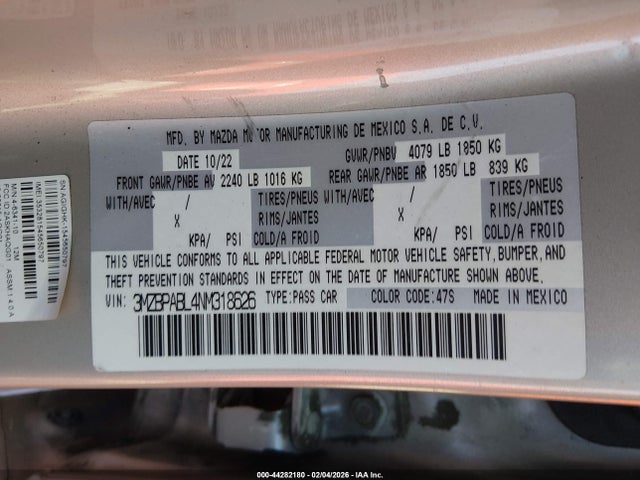 MFD. BY MAZDA MOTOR MANUFACTURING DE MEXICO S.A. DE C.V.
DATE 10/22 GVWR/PNBV 4079 LB 1850 KG
FRONT GAWR/PNBE AV 2240 LB 1016 KG REAR GAWR/PNBE AR 1850 LB 839 KG
WITH/AVEC / TIRES/PNEUS WITH/AVEC / TIRES/PNEUS
X RIMS/JANTES X RIMS/JANTES
KPA/ PSI COLD/A FROID KPA/ PSI COLD/A FROID
THIS VEHICLE CONFORMS TO ALL APPLICABLE FEDERAL MOTOR VEHICLE SAFETY, BUMPER, AND
THEFT PREVENTION STANDARDS IN EFFECT ON THE DATE OF MANUFACTURE SHOWN ABOVE.
VIN: 3MZBPABL4NM318626 TYPE: PASS CAR COLOR CODE: 47S MADE IN MEXICO
12M
ASSM:1.4.0.A
000-44282180 - 02/04/2026 - IAA Inc.